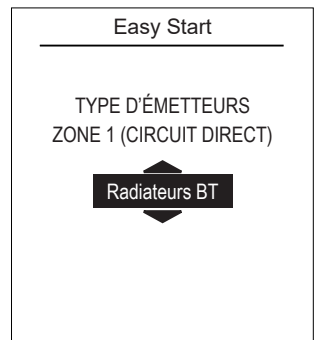 Easy Start
TYPE D'ÉMETTEURS
ZONE 1 (CIRCUIT DIRECT)
Radiateurs BT